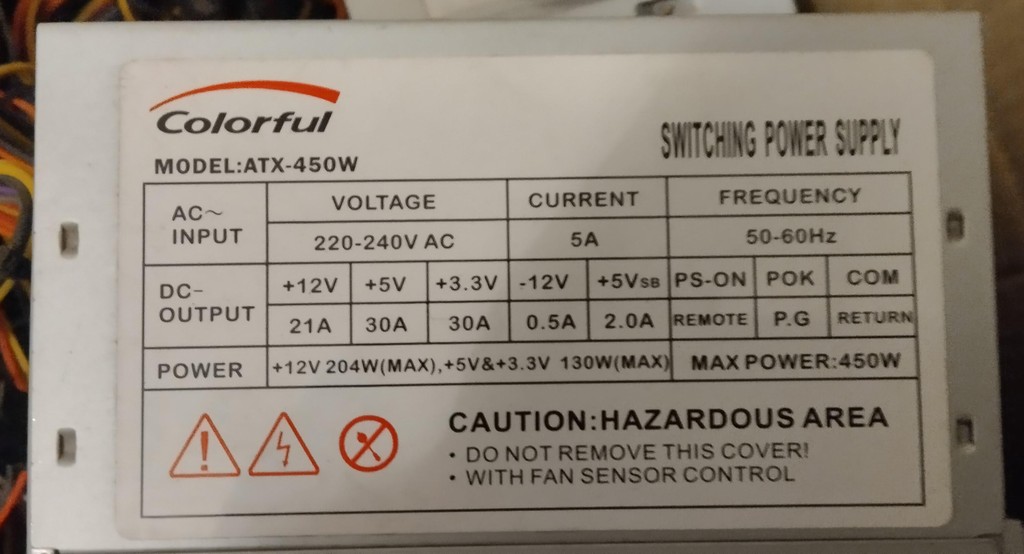 Colorful
SWITCHING POWER SUPPLY
MODEL:ATX-450W
AC~ INPUT VOLTAGE CURRENT FREQUENCY
220-240V AC 5A 50-60Hz
DC- OUTPUT +12V +5V +3.3V -12V +5VSB PS-ON POK COM
21A 30A 30A 0.5A 2.0A REMOTE P.G RETURN
POWER +12V 204W(MAX),+5V&+3.3V 130W(MAX) MAX POWER:450W
CAUTION:HAZARDOUS AREA
• DO NOT REMOVE THIS COVER!
• WITH FAN SENSOR CONTROL